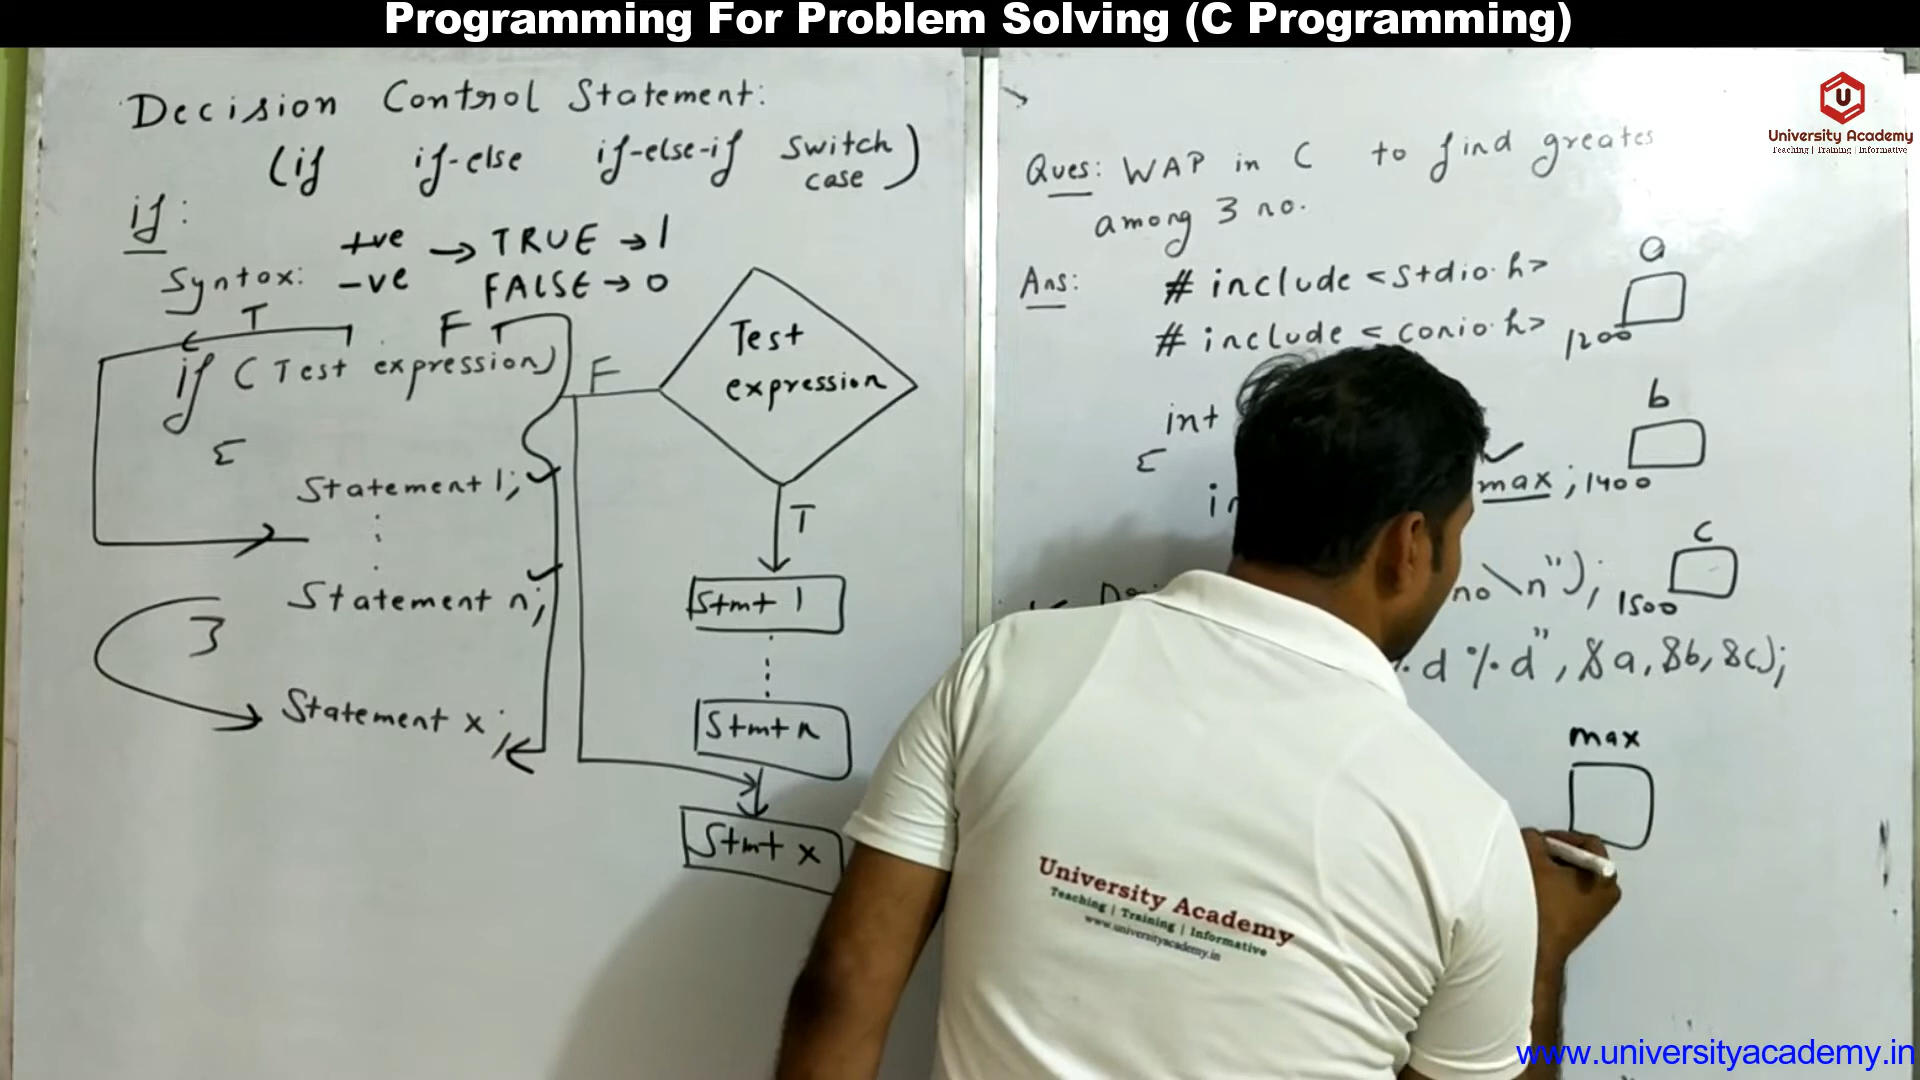 Programming For Problem Solving (C Programming)
Decision Control Statement:
(if if-else if-else-if switch case)
if:
+ve → TRUE → 1
Syntax: -ve FALSE → 0
T F
if (Test expression)
{
Statement 1;
Statement n;
}
Statement x;
Test
expression
F
T
Stmt 1
Stmt n
Stmt x
U
University Academy
Teaching | Training | Informative
Ques: WAP in C to find greates
among 3 no.
Ans: # include <stdio.h>
# include <conio.h>
int
{
max;
no\n");
%d", &a, &b, &c);
a
1200
b
1400
c
1500
max
University Academy
Teaching | Training | Informative
www.universityacademy.in
www.universityacademy.in